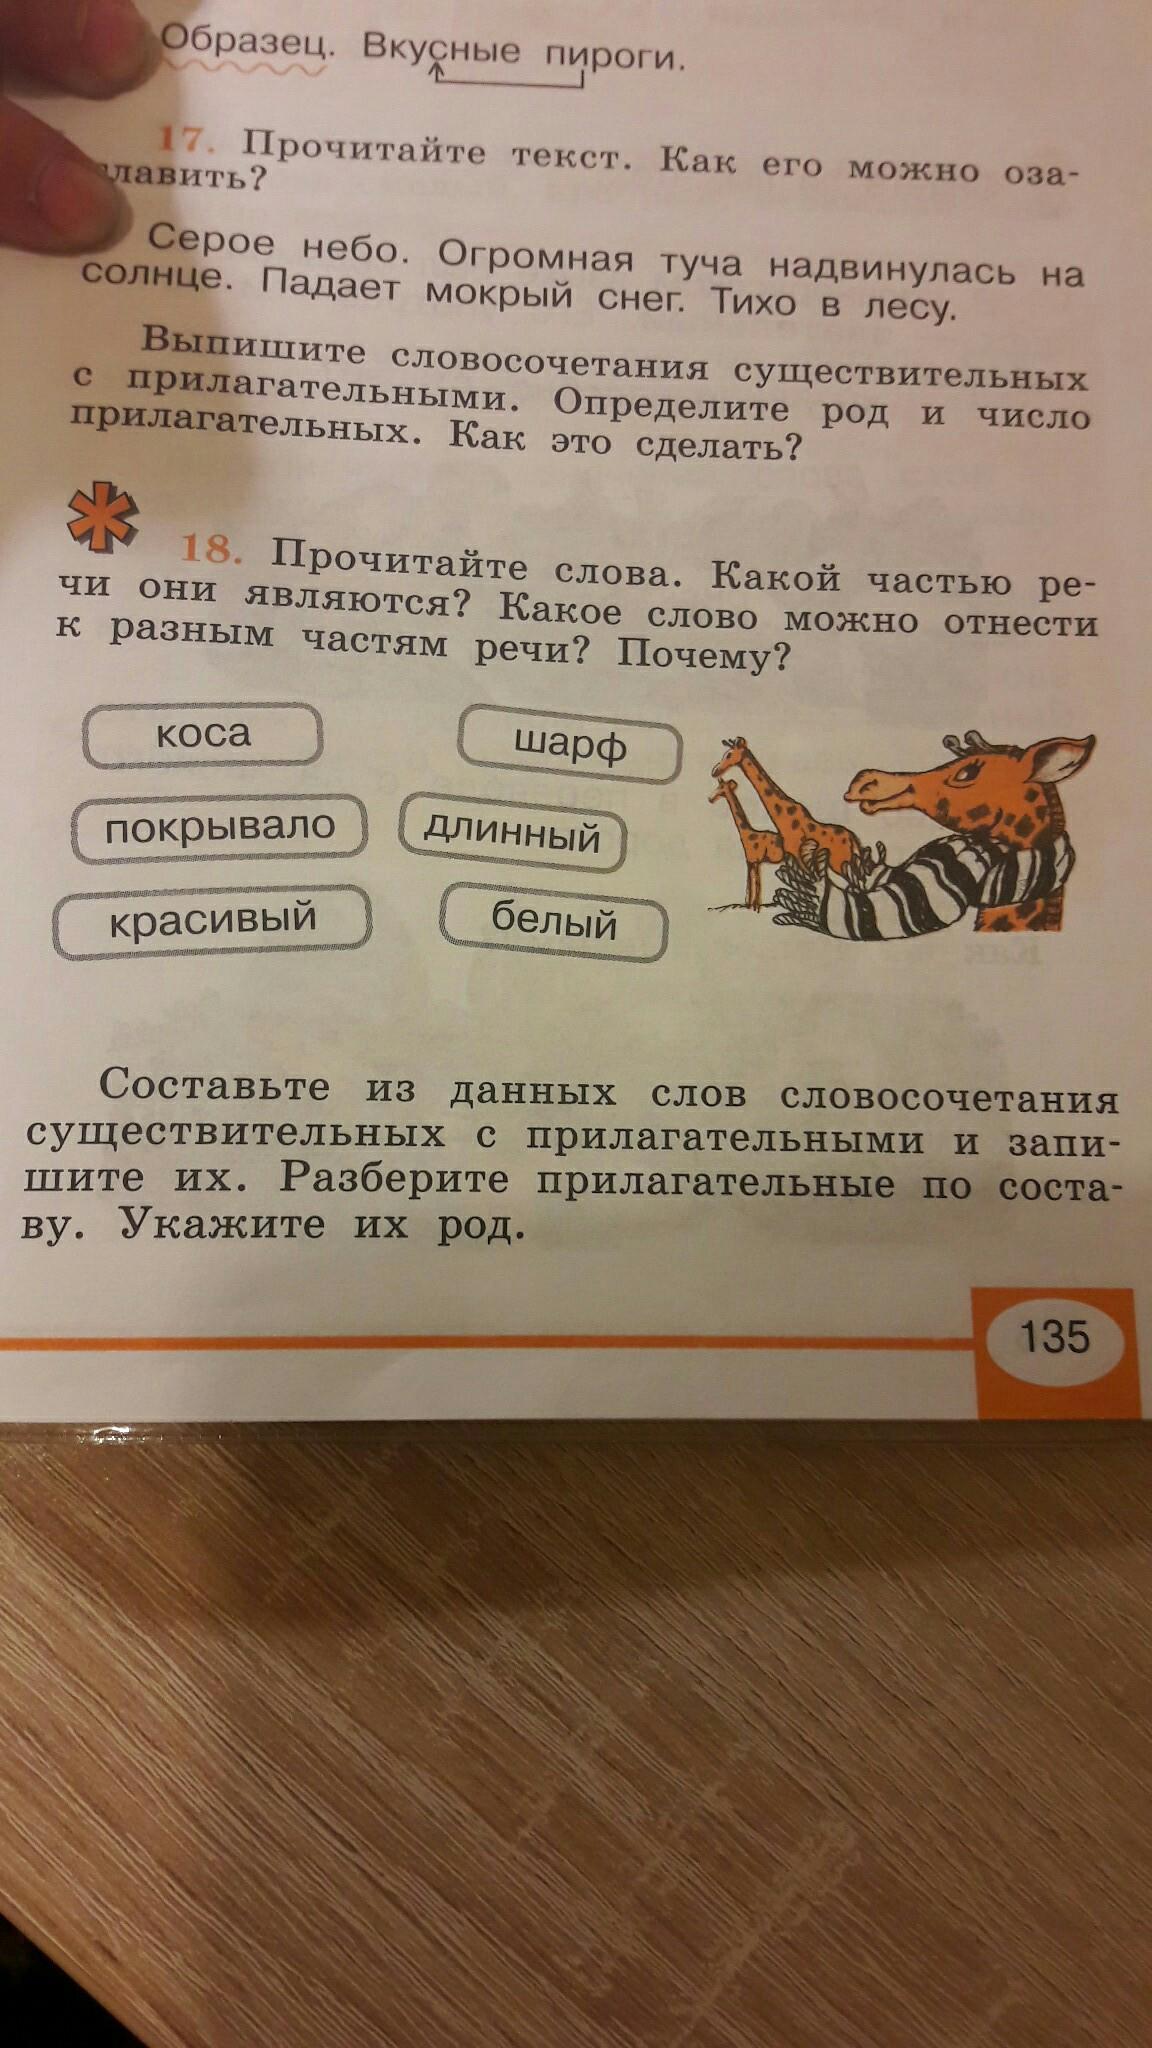 Образец. Вкусные пироги.
17. Прочитайте текст. Как его можно оза-
главить?
Серое небо. Огромная туча надвинулась на
солнце. Падает мокрый снег. Тихо в лесу.
Выпишите словосочетания существительных
с прилагательными. Определите род и число
прилагательных. Как это сделать?
18. Прочитайте слова. Какой частью ре-
чи они являются? Какое слово можно отнести
к разным частям речи? Почему?
коса шарф
покрывало длинный
красивый белый
Составьте из данных слов словосочетания
существительных с прилагательными и запи-
шите их. Разберите прилагательные по соста-
ву. Укажите их род.
135